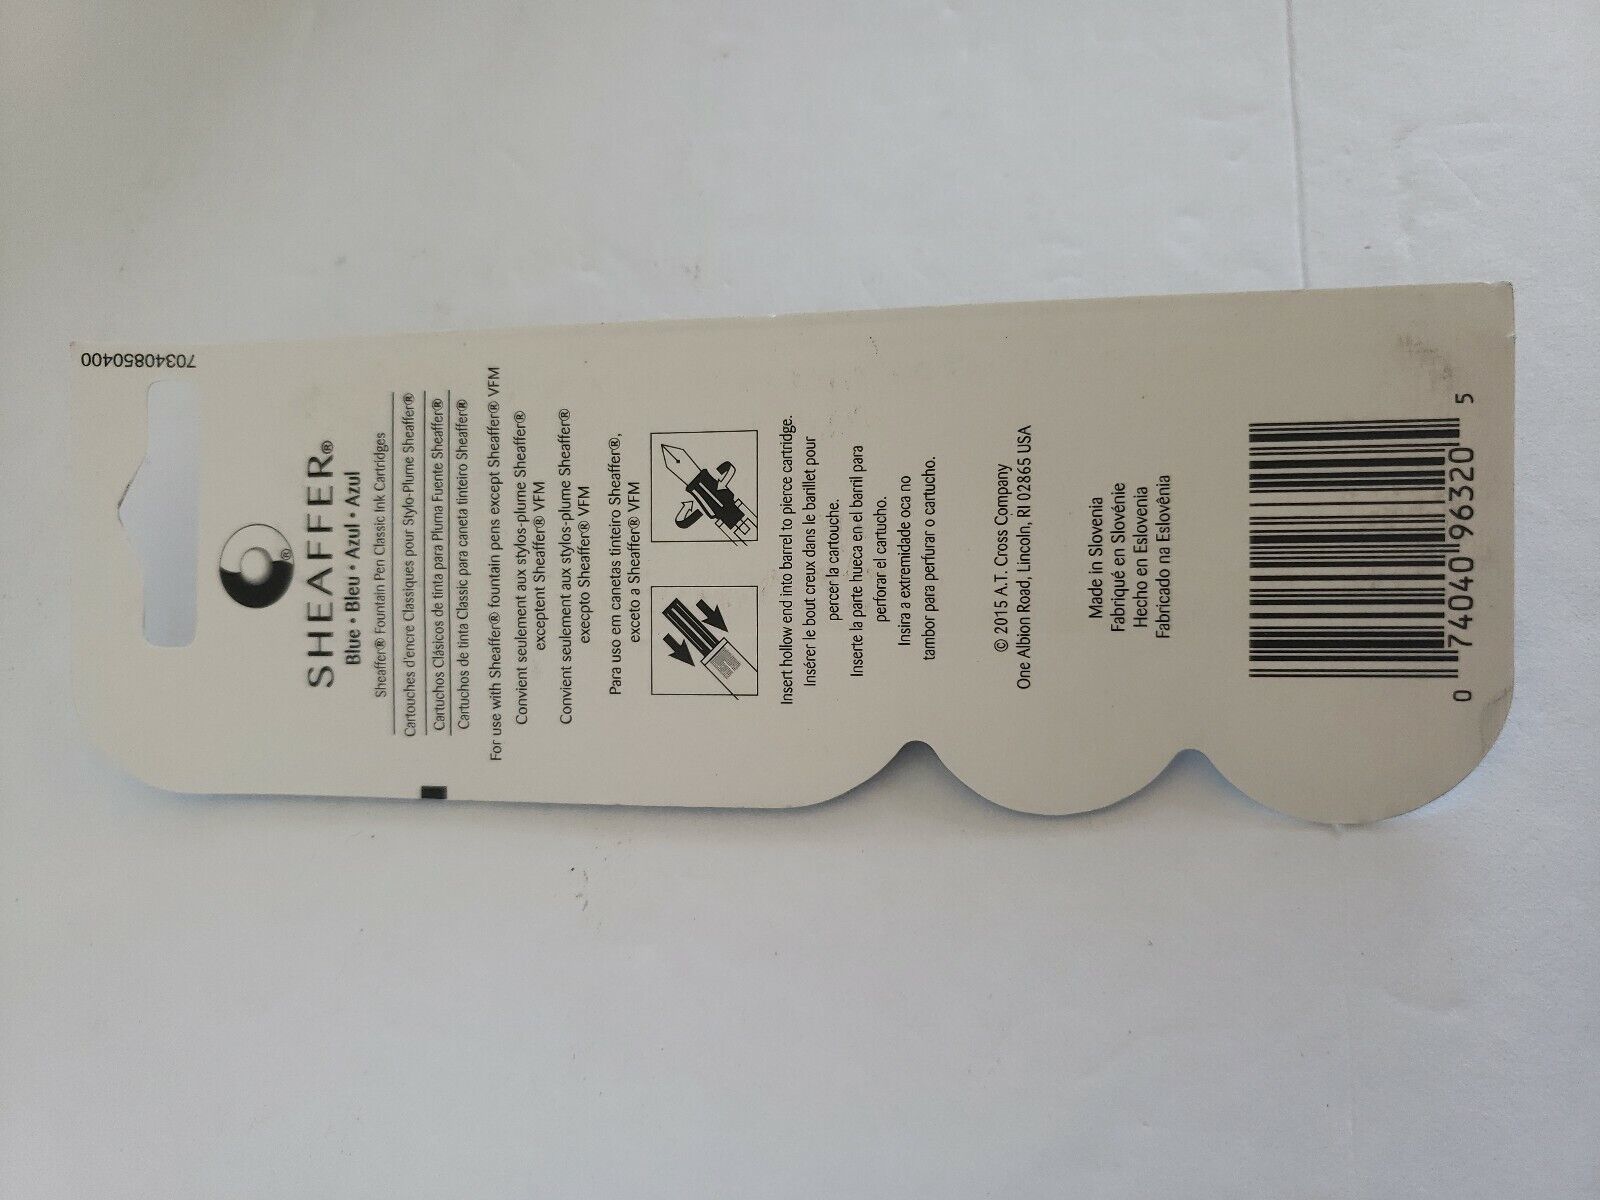 70340850400
SHEAFFER®
Blue • Bleu • Azul • Azul
Sheaffer® Fountain Pen Classic Ink Cartridges
Cartouches d'encre Classiques pour Stylo-Plume Sheaffer®
Cartuchos Clásicos de tinta para Pluma Fuente Sheaffer®
Cartuchos de tinta Classic para caneta tinteiro Sheaffer®
For use with Sheaffer® fountain pens except Sheaffer® VFM
Convient seulement aux stylos-plume Sheaffer®
exceptent Sheaffer® VFM
Convient seulement aux stylos-plume Sheaffer®
execpto Sheaffer® VFM
Para uso em canetas tinteiro Sheaffer®,
exceto a Sheaffer® VFM
Insert hollow end into barrel to pierce cartridge.
Insérer le bout creux dans le barillet pour
percer la cartouche.
Inserte la parte hueca en el barril para
perforar el cartucho.
Insira a extremidade oca no
tambor para perfurar o cartucho.
© 2015 A.T. Cross Company
One Albion Road, Lincoln, RI 02865 USA
Made in Slovenia
Fabriqué en Slovénie
Hecho en Eslovenia
Fabricado na Eslovênia
0 74040 96320 5